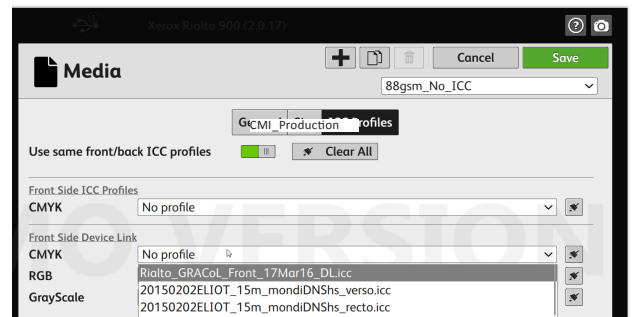 Xerox Rialto 900 (2.0.17)
Media
Cancel
Save
88gsm_No_ICC
CMI_Production
Use same front/back ICC profiles
Clear All
Front Side ICC Profiles
CMYK No profile
Front Side Device Link
CMYK No profile
RGB Rialto_GRACoL_Front_17Mar16_DL.icc
20150202ELIOT_15m_mondiDNShs_verso.icc
GrayScale
20150202ELIOT_15m_mondiDNShs_recto.icc
VERSION